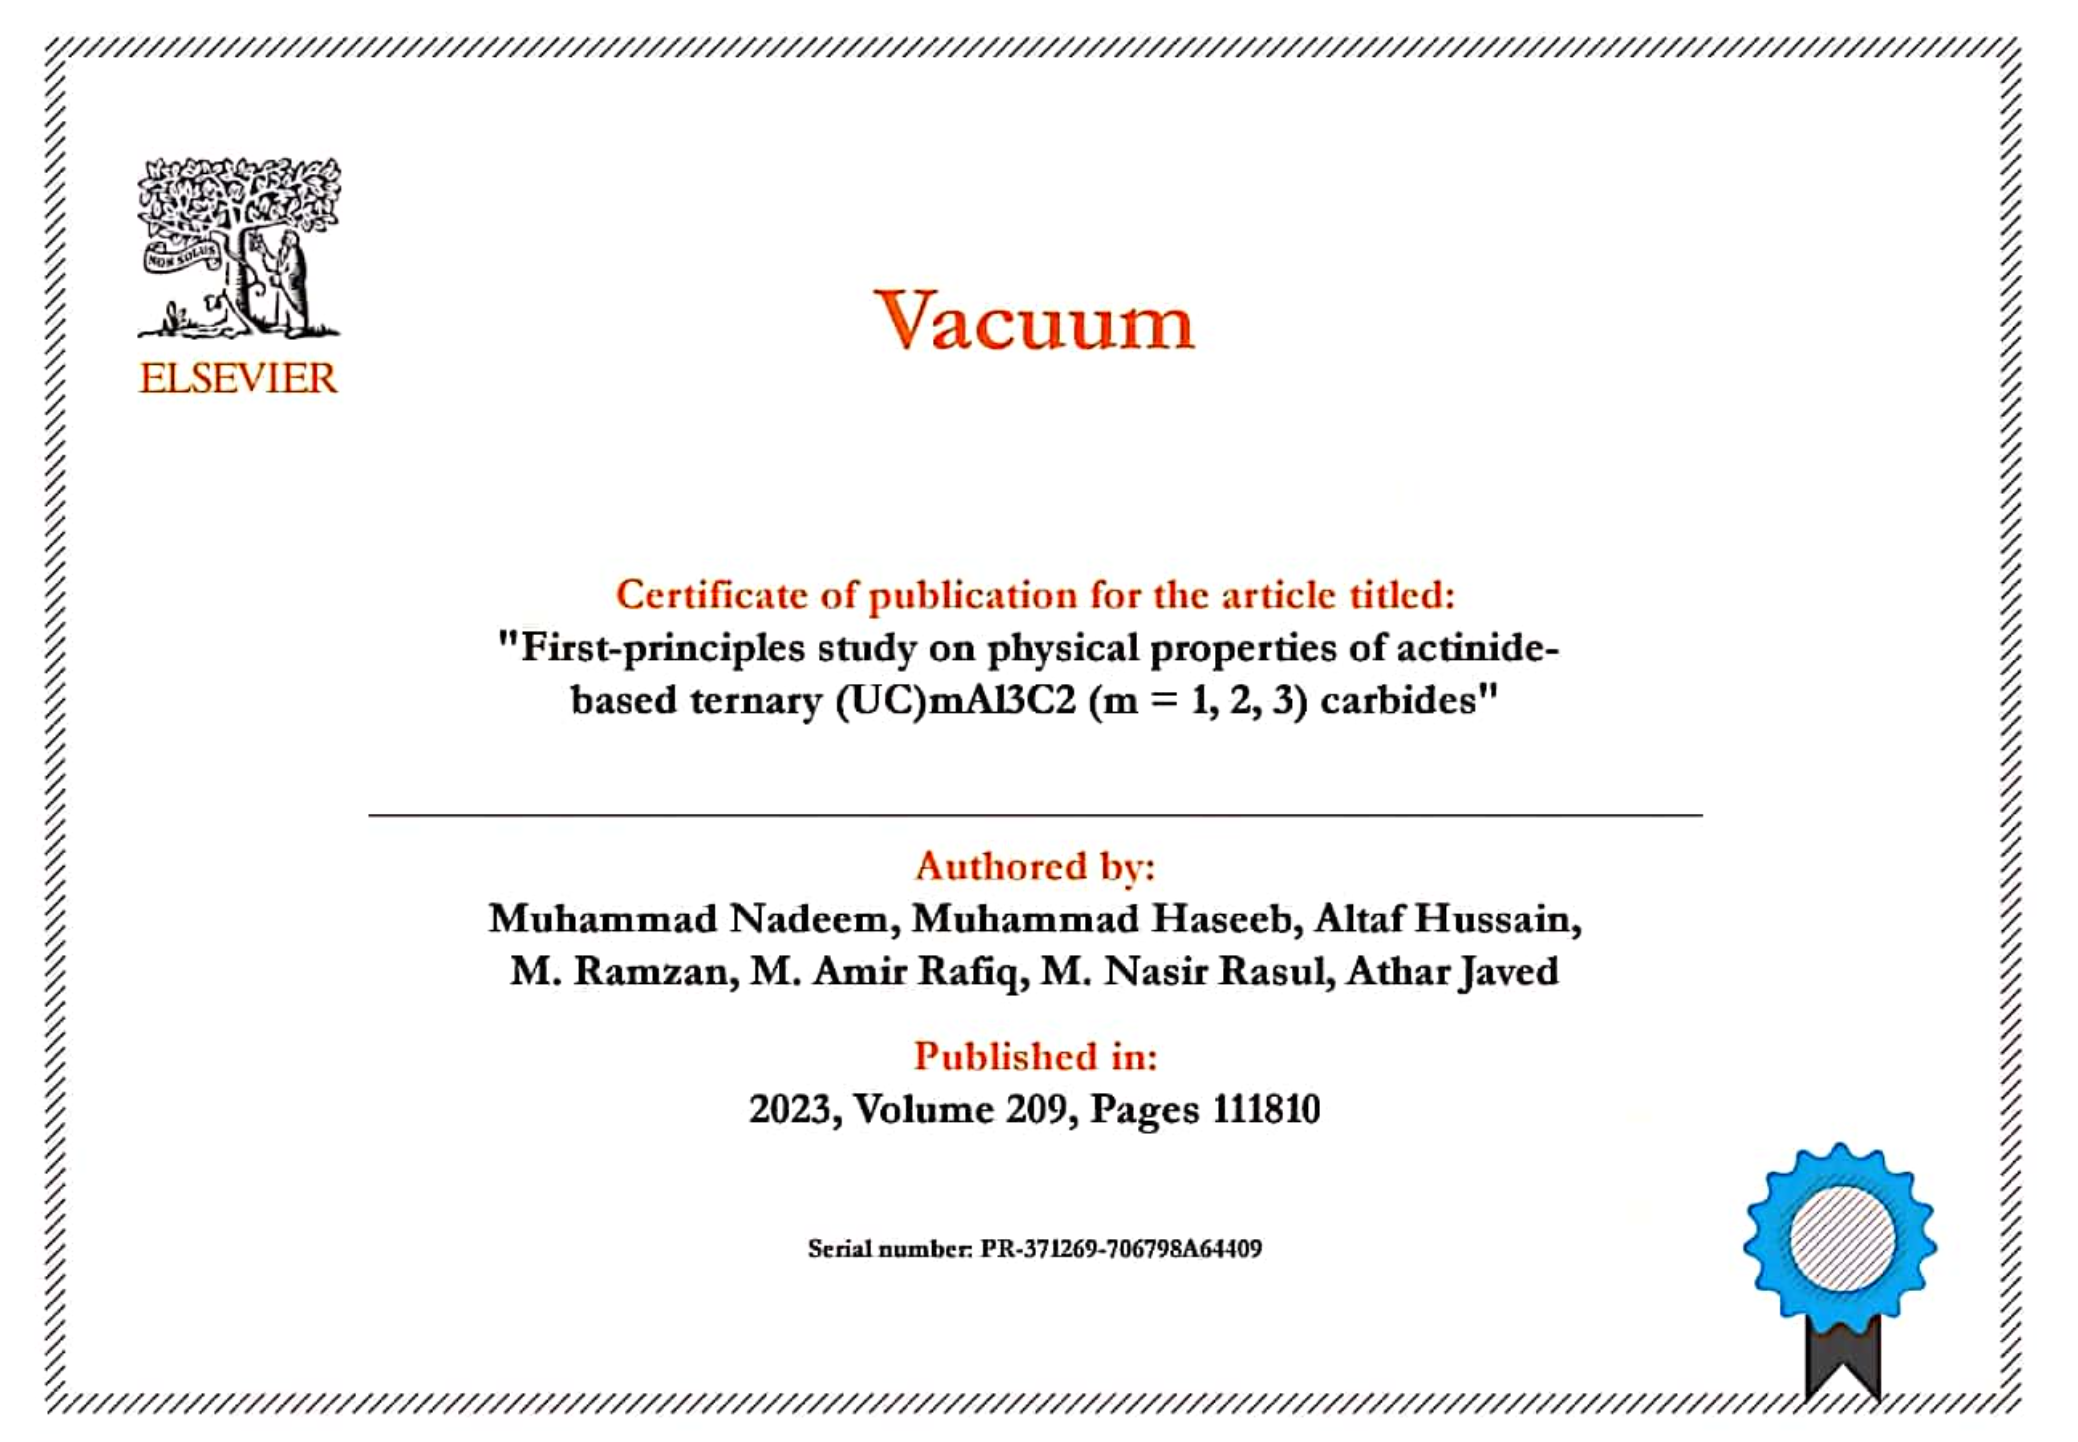 NON SOLUS
ELSEVIER
Vacuum
Certificate of publication for the article titled:
"First-principles study on physical properties of actinide-
based ternary (UC)mAl3C2 (m = 1, 2, 3) carbides"
Authored by:
Muhammad Nadeem, Muhammad Haseeb, Altaf Hussain,
M. Ramzan, M. Amir Rafiq, M. Nasir Rasul, Athar Javed
Published in:
2023, Volume 209, Pages 111810
Serial number: PR-371269-706798A64409